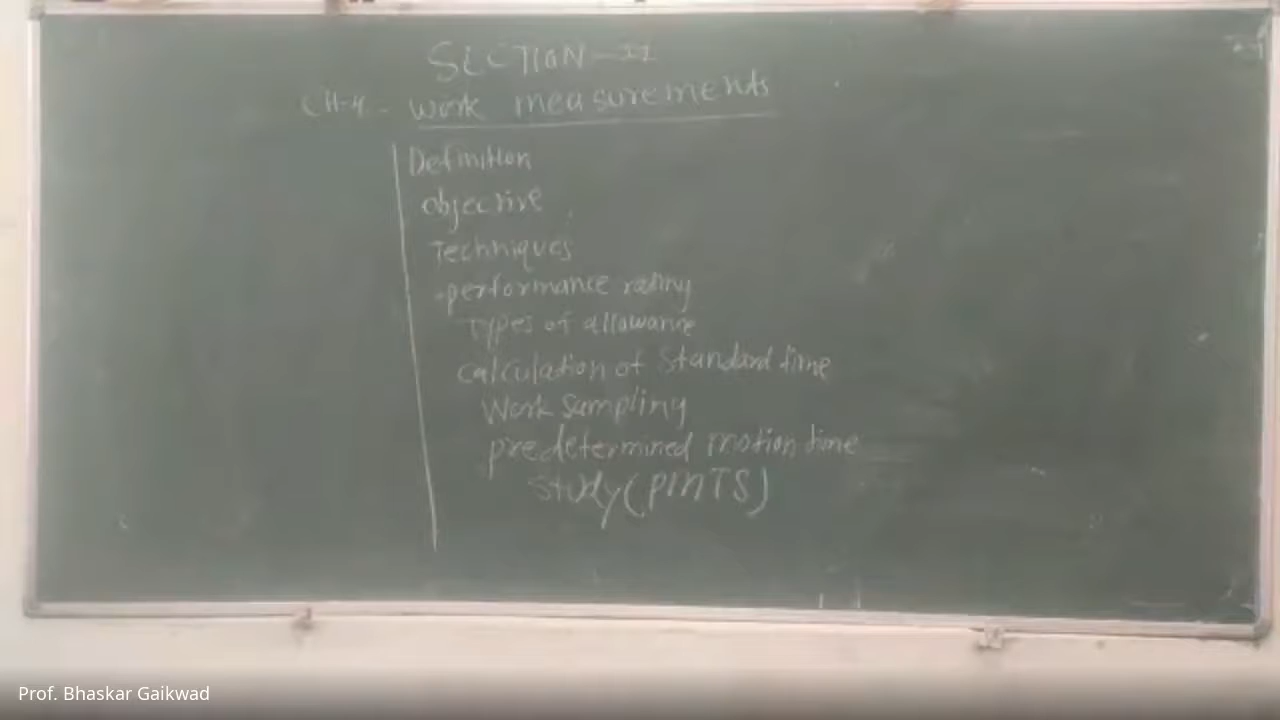 SECTION-II
CH-4 - Work measurements
Definition
objective
Techniques
-performance rating
Types of allowance
calculation of Standard time
Work sampling
predetermined motion time
study (PMTS)
Prof. Bhaskar Gaikwad